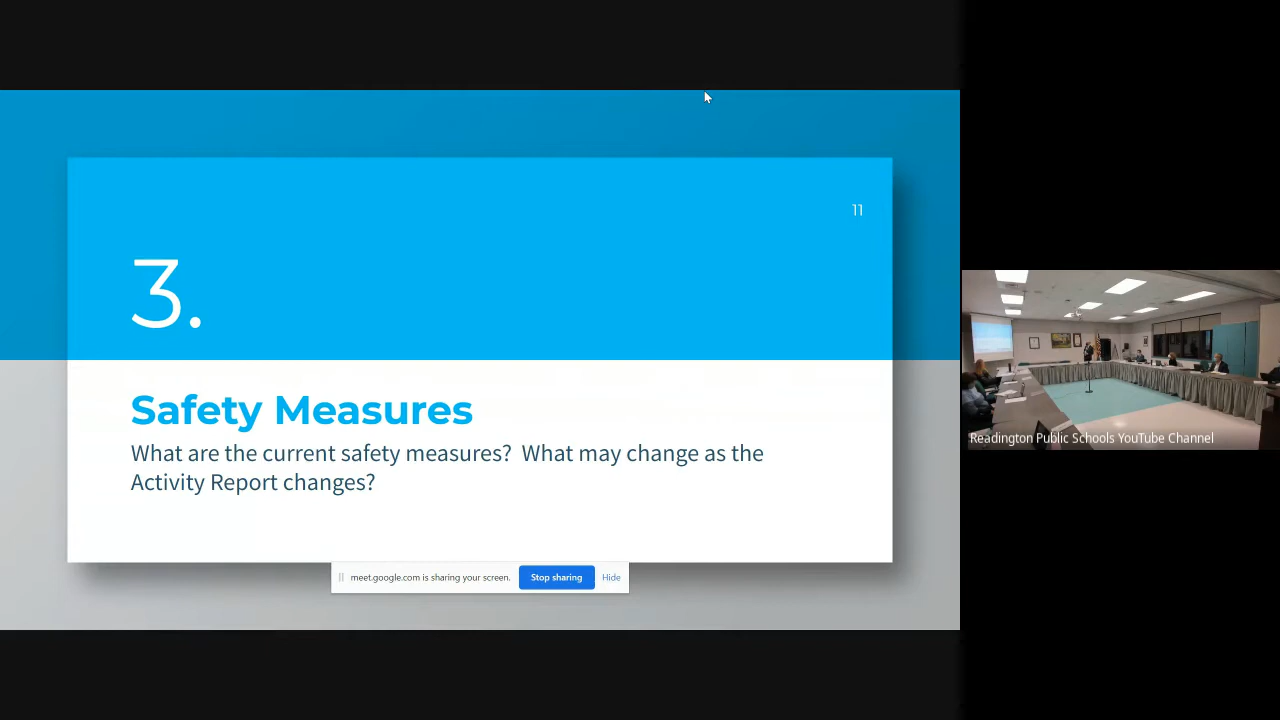 11
3.
Safety Measures
What are the current safety measures?  What may change as the
Activity Report changes?
meet.google.com is sharing your screen.
Stop sharing
Hide
Readington Public Schools YouTube Channel